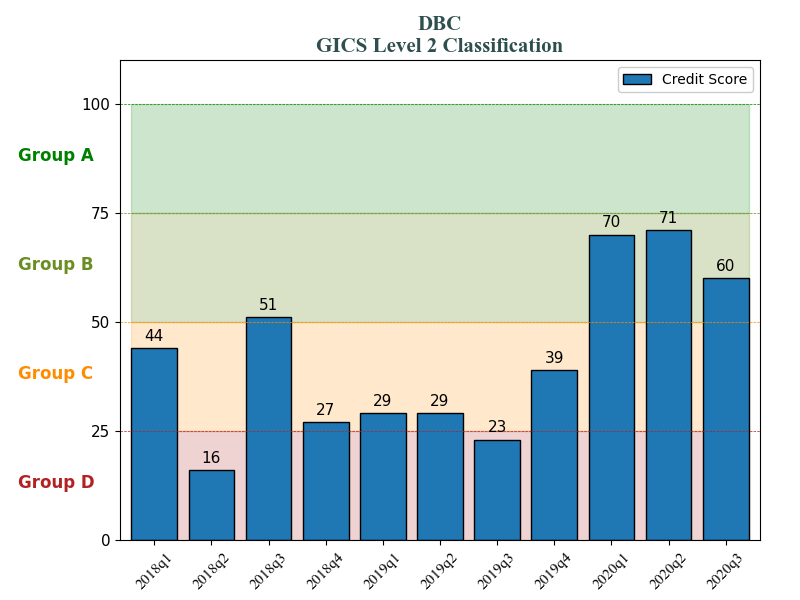 DBC
GICS Level 2 Classification
Credit Score
100
Group A
75
Group B
50
Group C
25
Group D
0
44
16
51
27
29
29
23
39
70
71
60
2018q1
2018q2
2018q3
2018q4
2019q1
2019q2
2019q3
2019q4
2020q1
2020q2
2020q3